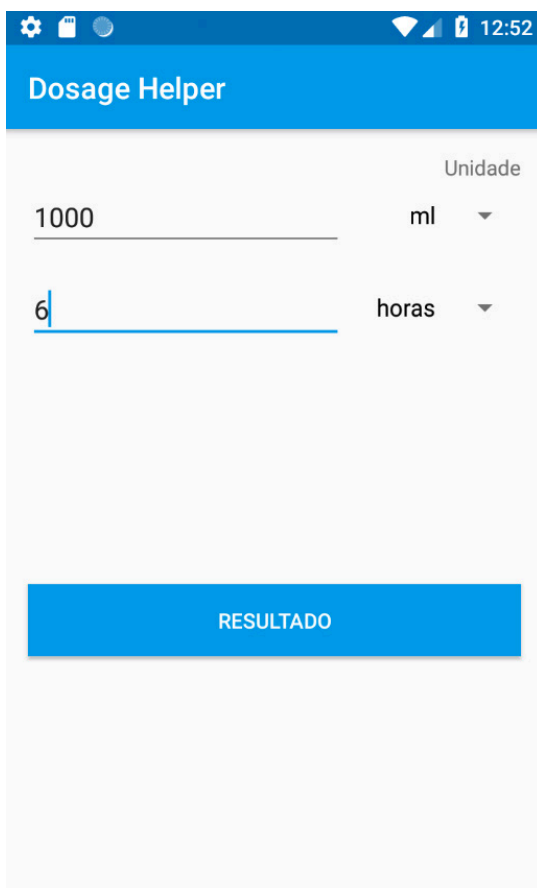 12:52
Dosage Helper
Unidade
1000 ml
6 horas
RESULTADO